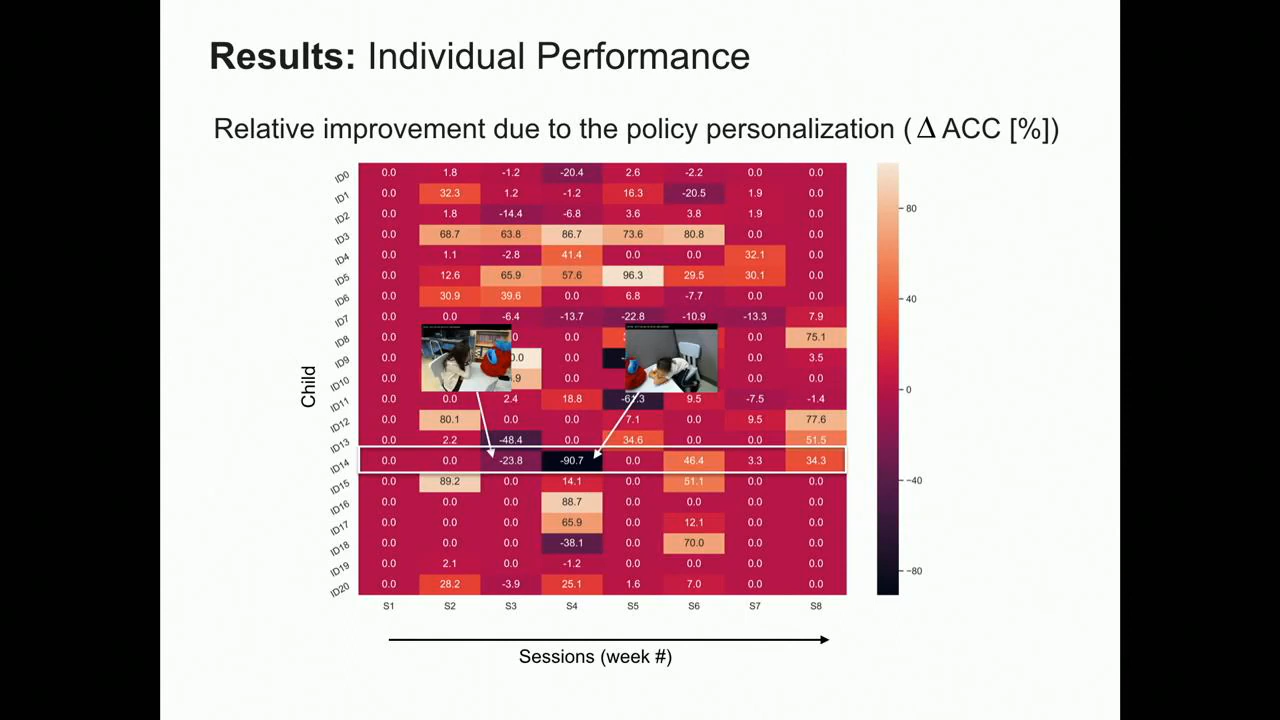 Results: Individual Performance
Relative improvement due to the policy personalization ( Δ ACC [%])
ID0 0.0 1.8 -1.2 -20.4 2.6 -2.2 0.0 0.0
ID1 0.0 32.3 1.2 -1.2 16.3 -20.5 1.9 0.0
ID2 0.0 1.8 -14.4 -6.8 3.6 3.8 1.9 0.0
ID3 0.0 68.7 63.8 86.7 73.6 80.8 0.0 0.0
ID4 0.0 1.1 -2.8 41.4 0.0 0.0 32.1 0.0
ID5 0.0 12.6 65.9 57.6 96.3 29.5 30.1 0.0
ID6 0.0 30.9 39.6 0.0 6.8 -7.7 0.0 0.0
ID7 0.0 0.0 -6.4 -13.7 -22.8 -10.9 -13.3 7.9
ID8 0.0 0.0 0.0 75.1
ID9 0.0 0.0 0.0 3.5
ID10 0.0 0.0 0.0 0.0
ID11 0.0 0.0 2.4 18.8 9.5 -7.5 -1.4
ID12 0.0 80.1 0.0 0.0 7.1 0.0 9.5 77.6
ID13 0.0 2.2 -48.4 0.0 34.6 0.0 0.0 51.5
ID14 0.0 0.0 -23.8 -90.7 0.0 46.4 3.3 34.3
ID15 0.0 89.2 0.0 14.1 0.0 51.1 0.0 0.0
ID16 0.0 0.0 0.0 88.7 0.0 0.0 0.0 0.0
ID17 0.0 0.0 0.0 65.9 0.0 12.1 0.0 0.0
ID18 0.0 0.0 0.0 -38.1 0.0 70.0 0.0 0.0
ID19 0.0 2.1 0.0 -1.2 0.0 0.0 0.0 0.0
ID20 0.0 28.2 -3.9 25.1 1.6 7.0 0.0 0.0
S1 S2 S3 S4 S5 S6 S7 S8
Child
Sessions (week #)
80
40
0
−40
−80